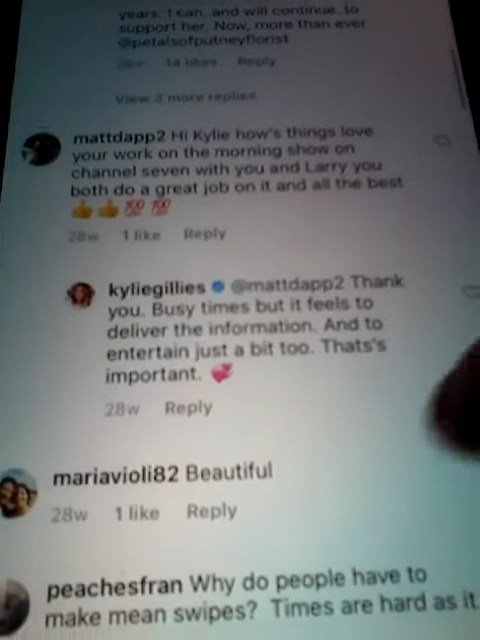 years. I can, and will continue, to
support her. Now, more than ever
@petalsofputneyflorist
28w 14 likes Reply
View 3 more replies
mattdapp2 Hi Kylie how's things love
your work on the morning show on
channel seven with you and Larry you
both do a great job on it and all the best
👍👍💯💯
28w 1 like Reply
kyliegillies @mattdapp2 Thank
you. Busy times but it feels to
deliver the information. And to
entertain just a bit too. Thats's
important. 💞
28w Reply
mariavioli82 Beautiful
28w 1 like Reply
peachesfran Why do people have to
make mean swipes? Times are hard as it